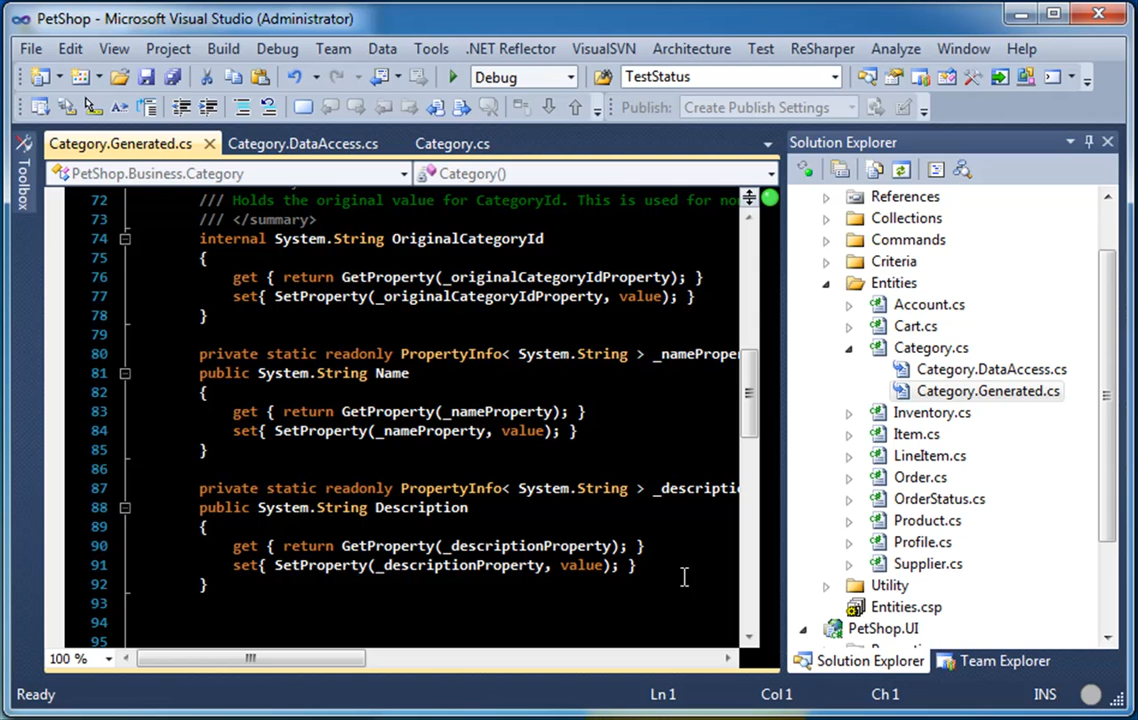 PetShop - Microsoft Visual Studio (Administrator)
File Edit View Project Build Debug Team Data Tools .NET Reflector VisualSVN Architecture Test ReSharper Analyze Window Help
Debug TestStatus
Publish: Create Publish Settings
Toolbox
Category.Generated.cs Category.DataAccess.cs Category.cs
PetShop.Business.Category Category()
72 /// Holds the original value for CategoryId. This is used for no
73 /// </summary>
74 internal System.String OriginalCategoryId
75 {
76 get { return GetProperty(_originalCategoryIdProperty); }
77 set{ SetProperty(_originalCategoryIdProperty, value); }
78 }
79
80 private static readonly PropertyInfo< System.String > _nameProper
81 public System.String Name
82 {
83 get { return GetProperty(_nameProperty); }
84 set{ SetProperty(_nameProperty, value); }
85 }
86
87 private static readonly PropertyInfo< System.String > _descriptio
88 public System.String Description
89 {
90 get { return GetProperty(_descriptionProperty); }
91 set{ SetProperty(_descriptionProperty, value); }
92 }
93
94
95
100 %
Solution Explorer
References
Collections
Commands
Criteria
Entities
Account.cs
Cart.cs
Category.cs
Category.DataAccess.cs
Category.Generated.cs
Inventory.cs
Item.cs
LineItem.cs
Order.cs
OrderStatus.cs
Product.cs
Profile.cs
Supplier.cs
Utility
Entities.csp
PetShop.UI
Solution Explorer Team Explorer
Ready Ln 1 Col 1 Ch 1 INS